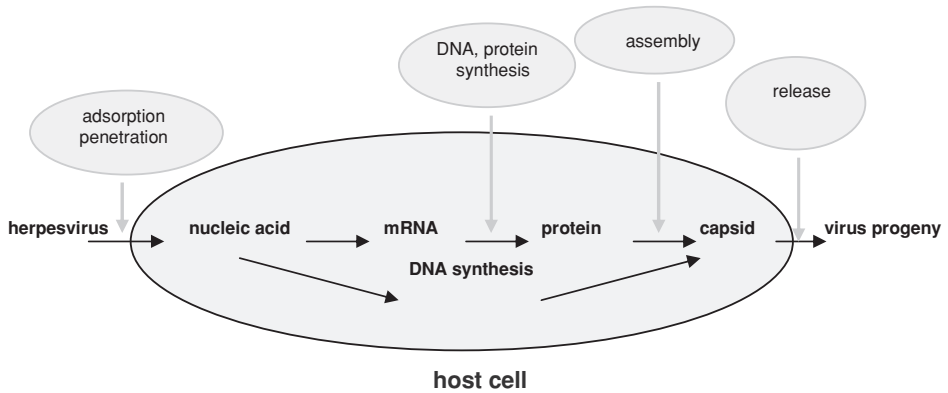 DNA, protein
synthesis
assembly
release
adsorption
penetration
herpesvirus
nucleic acid
mRNA
protein
capsid
virus progeny
DNA synthesis
host cell